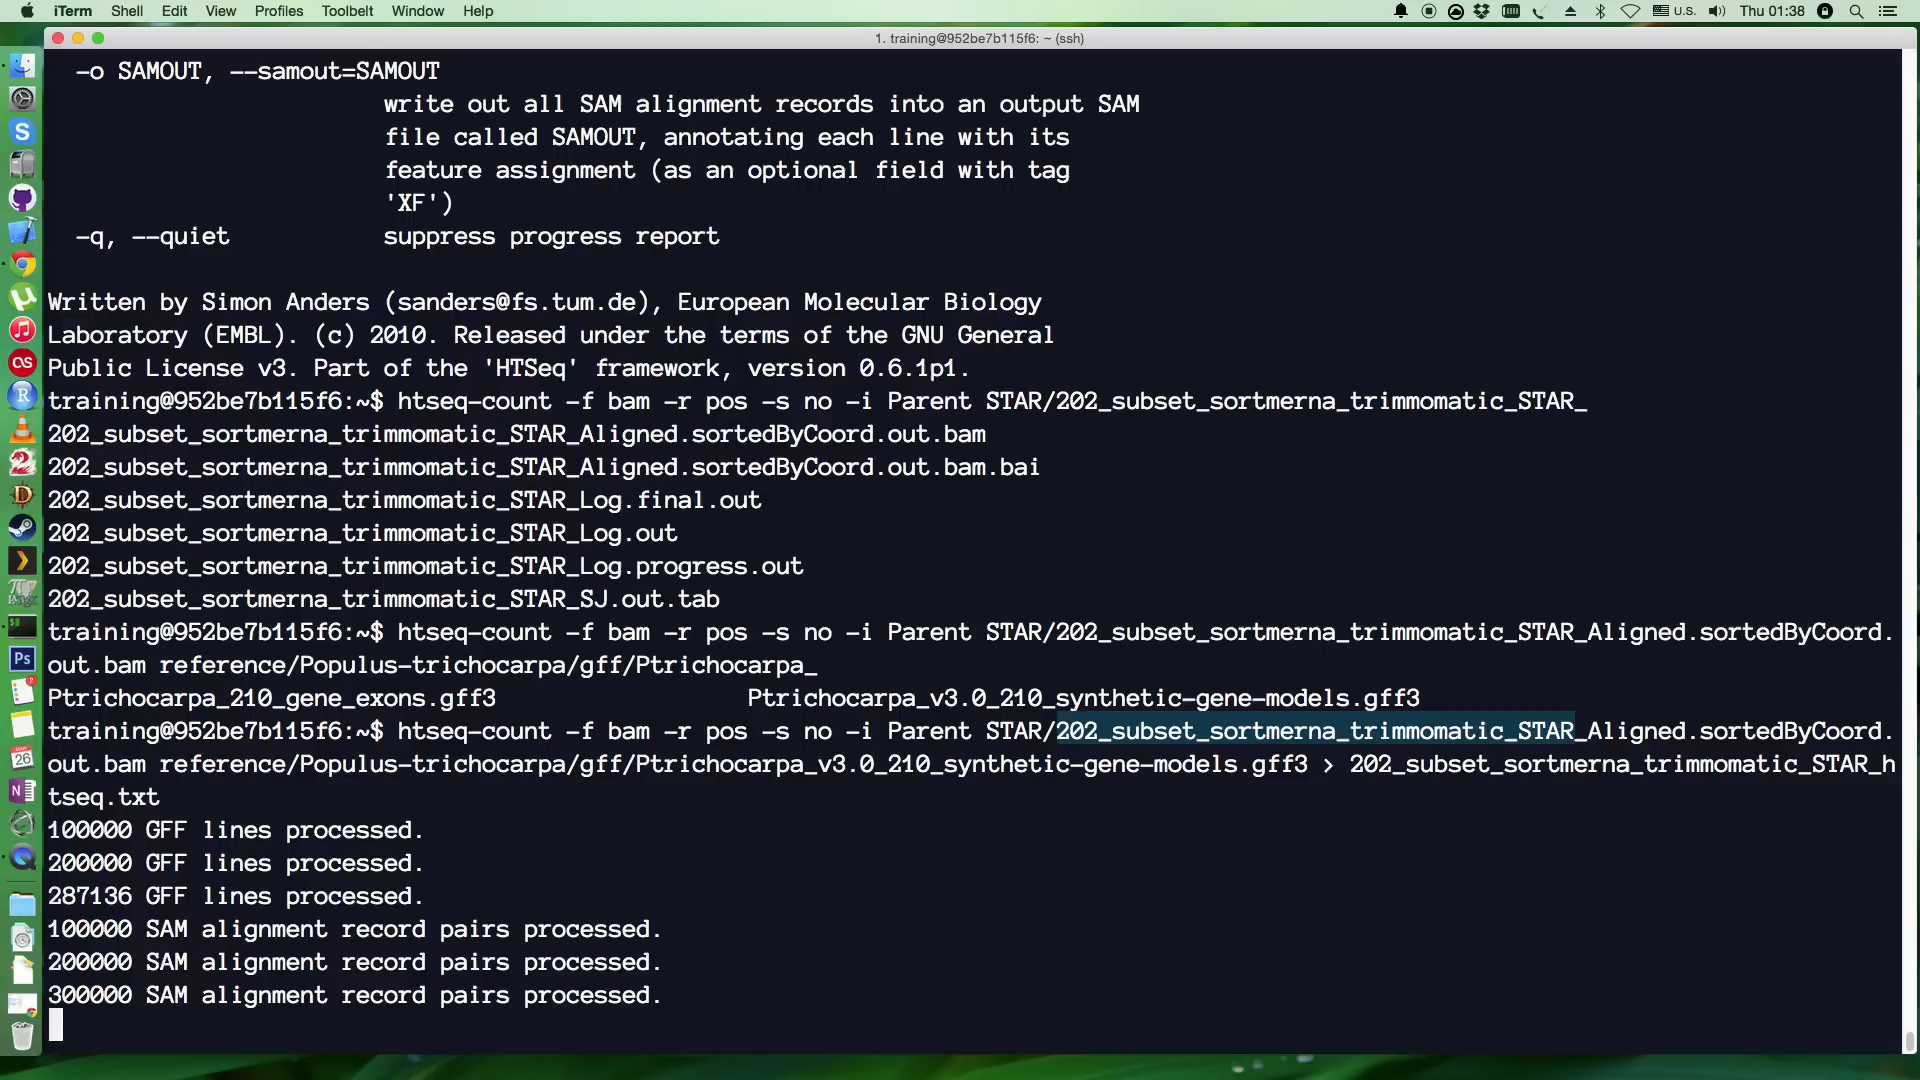 iTerm Shell Edit View Profiles Toolbelt Window Help U.S. Thu 01:38
1. training@952be7b115f6: ~ (ssh)
-o SAMOUT, --samout=SAMOUT
write out all SAM alignment records into an output SAM
file called SAMOUT, annotating each line with its
feature assignment (as an optional field with tag
'XF')
-q, --quiet suppress progress report
Written by Simon Anders (sanders@fs.tum.de), European Molecular Biology
Laboratory (EMBL). (c) 2010. Released under the terms of the GNU General
Public License v3. Part of the 'HTSeq' framework, version 0.6.1p1.
training@952be7b115f6:~$ htseq-count -f bam -r pos -s no -i Parent STAR/202_subset_sortmerna_trimmomatic_STAR_
202_subset_sortmerna_trimmomatic_STAR_Aligned.sortedByCoord.out.bam
202_subset_sortmerna_trimmomatic_STAR_Aligned.sortedByCoord.out.bam.bai
202_subset_sortmerna_trimmomatic_STAR_Log.final.out
202_subset_sortmerna_trimmomatic_STAR_Log.out
202_subset_sortmerna_trimmomatic_STAR_Log.progress.out
202_subset_sortmerna_trimmomatic_STAR_SJ.out.tab
training@952be7b115f6:~$ htseq-count -f bam -r pos -s no -i Parent STAR/202_subset_sortmerna_trimmomatic_STAR_Aligned.sortedByCoord.
out.bam reference/Populus-trichocarpa/gff/Ptrichocarpa_
Ptrichocarpa_210_gene_exons.gff3 Ptrichocarpa_v3.0_210_synthetic-gene-models.gff3
training@952be7b115f6:~$ htseq-count -f bam -r pos -s no -i Parent STAR/202_subset_sortmerna_trimmomatic_STAR_Aligned.sortedByCoord.
out.bam reference/Populus-trichocarpa/gff/Ptrichocarpa_v3.0_210_synthetic-gene-models.gff3 > 202_subset_sortmerna_trimmomatic_STAR_h
tseq.txt
100000 GFF lines processed.
200000 GFF lines processed.
287136 GFF lines processed.
100000 SAM alignment record pairs processed.
200000 SAM alignment record pairs processed.
300000 SAM alignment record pairs processed.